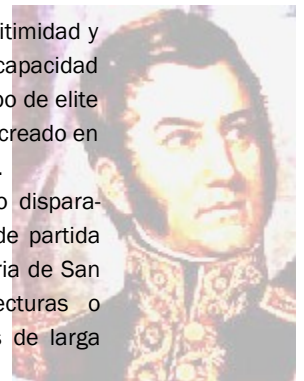 itimidad y
capacidad
po de elite
creado en
.
o dispara-
de partida
ria de San
ecturas o
s de larga